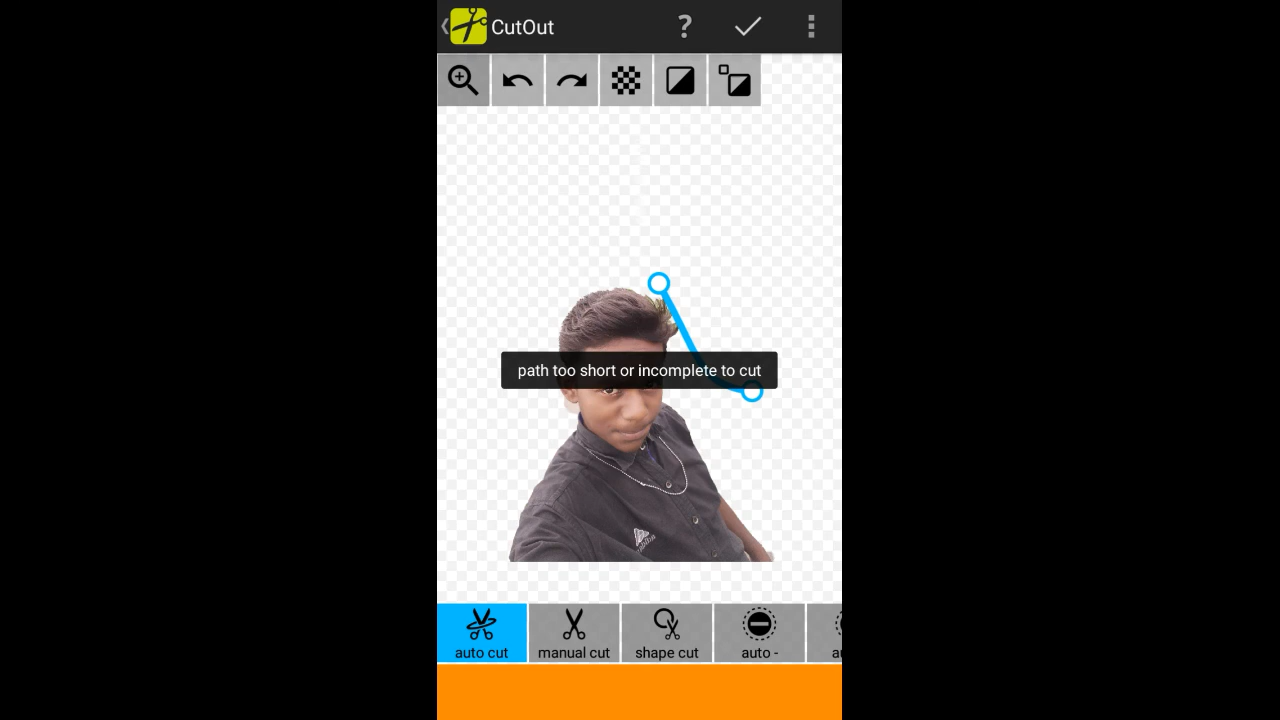 CutOut
?
path too short or incomplete to cut
auto cut
manual cut
shape cut
auto -